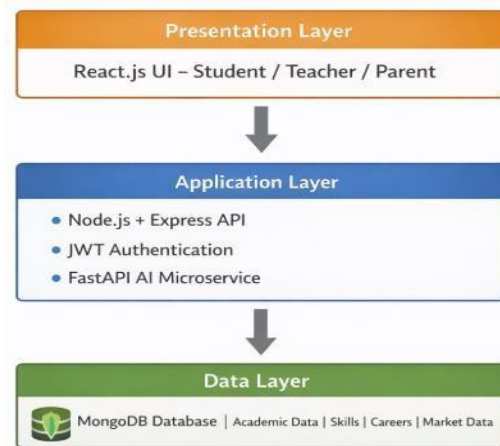 Presentation Layer
React.js UI – Student / Teacher / Parent
Application Layer
Node.js + Express API
JWT Authentication
FastAPI AI Microservice
Data Layer
MongoDB Database | Academic Data | Skills | Careers | Market Data